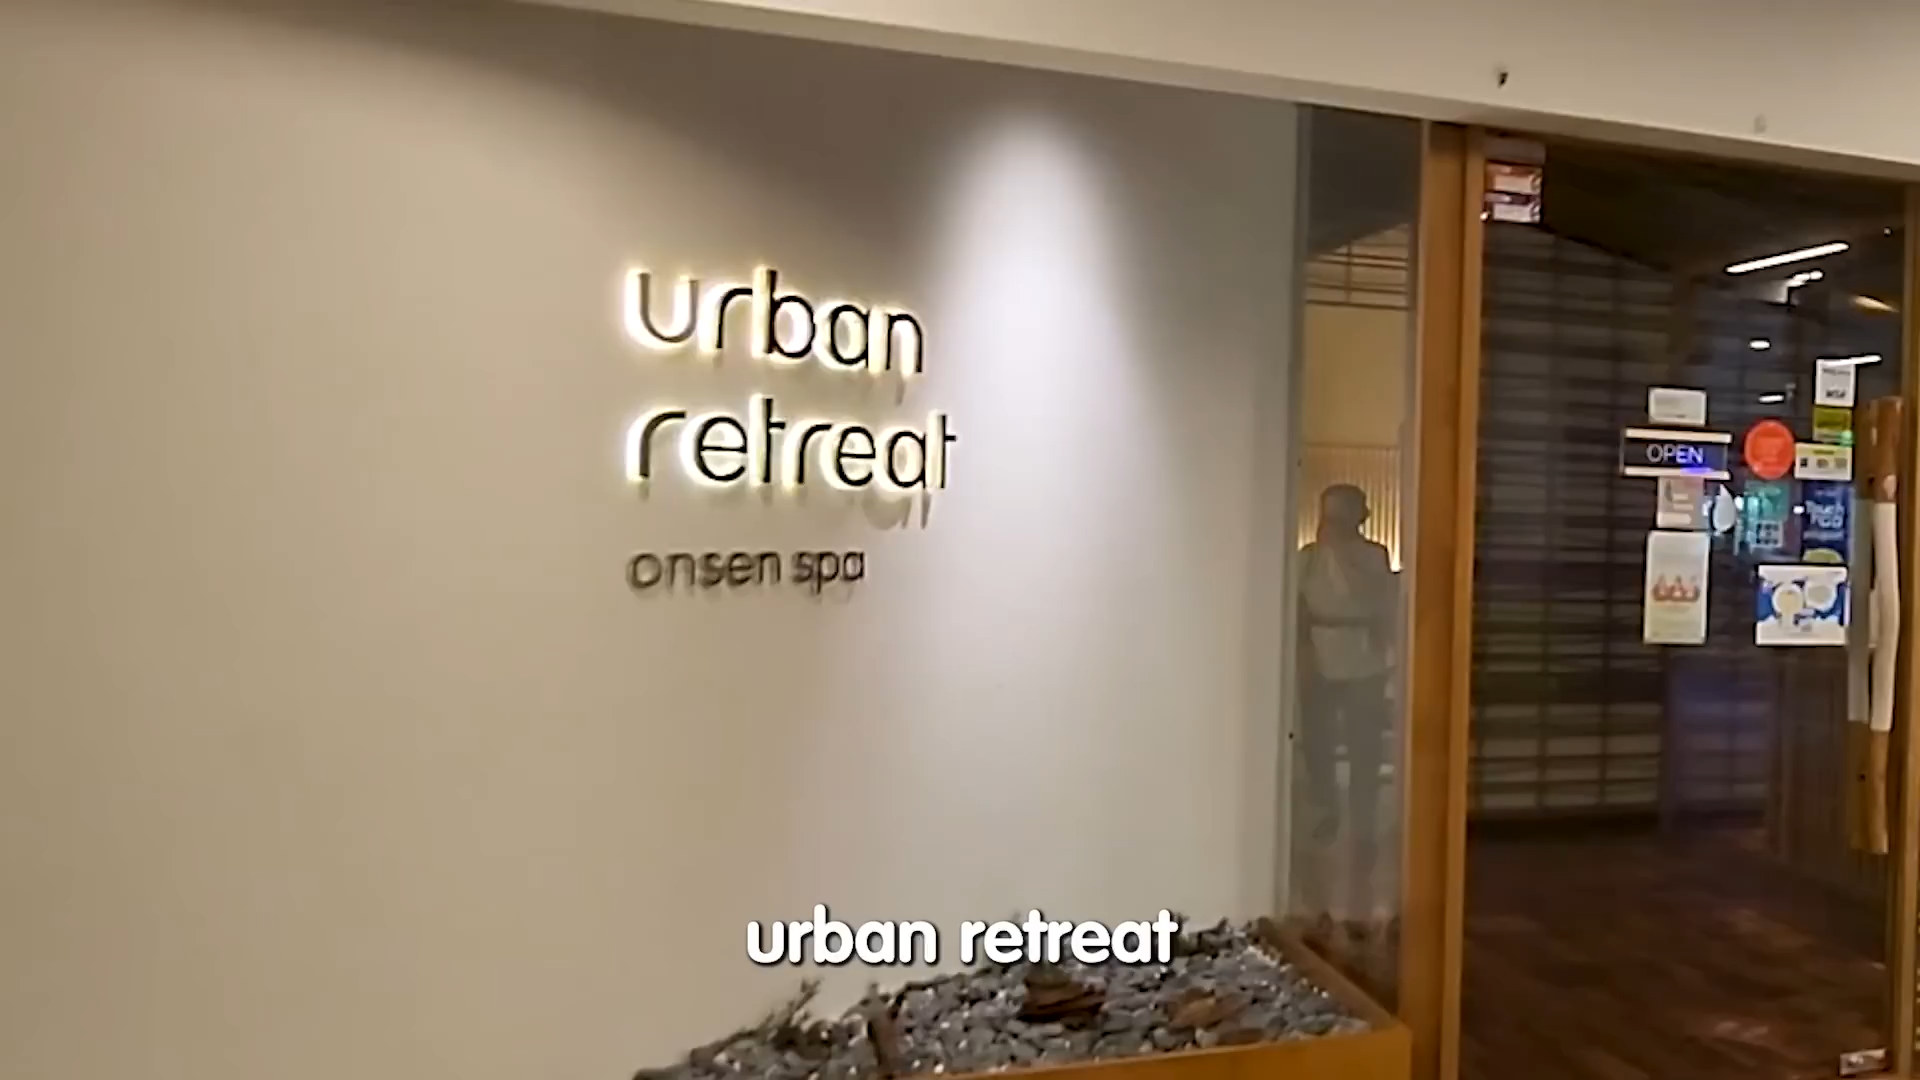 urban
retreat
onsen spa
OPEN
urban retreat